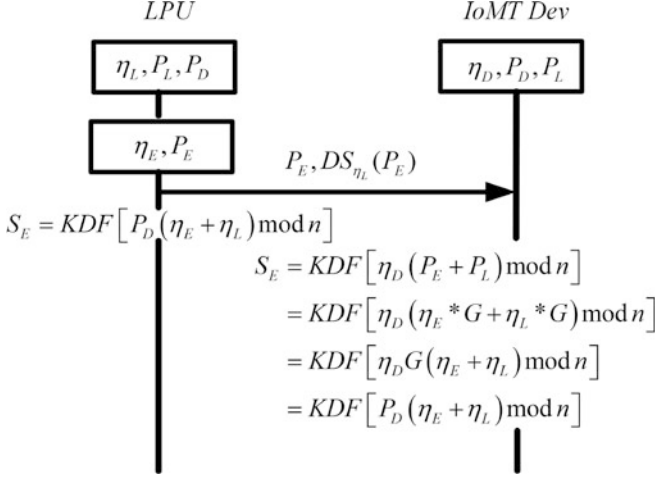 LPU
IoMT Dev
η_L, P_L, P_D
η_D, P_D, P_L
η_E, P_E
P_E, DS_{η_L}(P_E)
S_E = KDF[P_D(η_E + η_L) mod n]
S_E = KDF[η_D(P_E + P_L) mod n]
= KDF[η_D(η_E * G + η_L * G) mod n]
= KDF[η_D G(η_E + η_L) mod n]
= KDF[P_D(η_E + η_L) mod n]